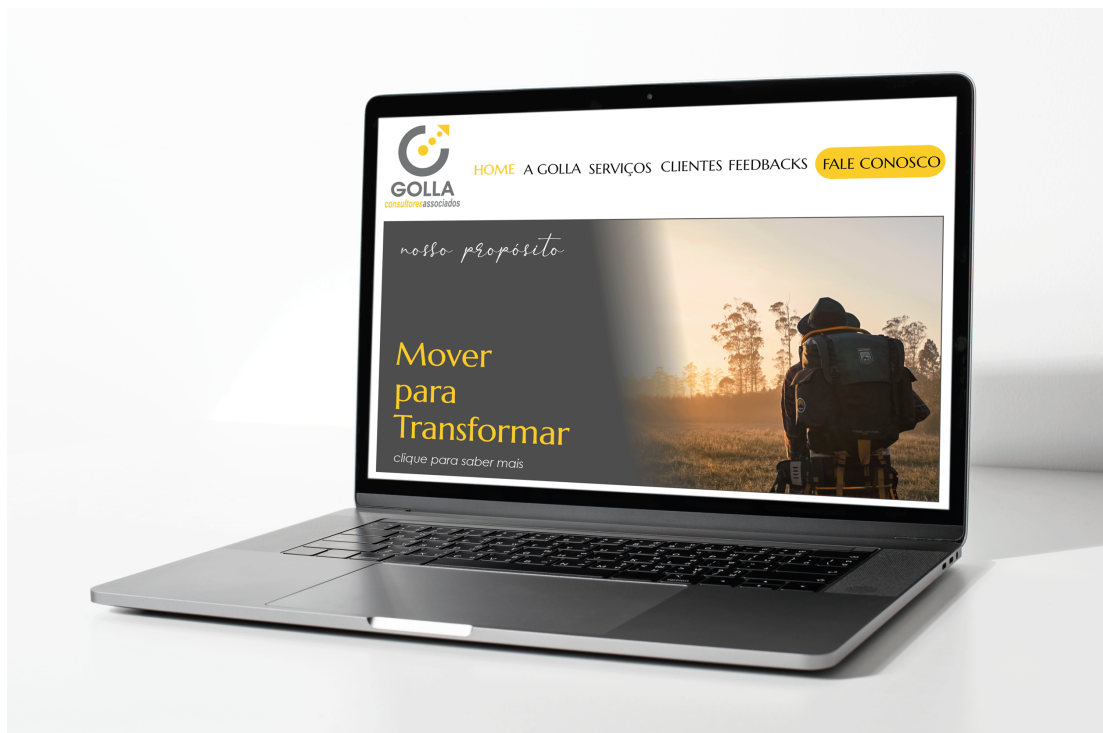 GOLLA
consultoresassociados
HOME A GOLLA SERVIÇOS CLIENTES FEEDBACKS FALE CONOSCO
nosso propósito
Mover
para
Transformar
clique para saber mais